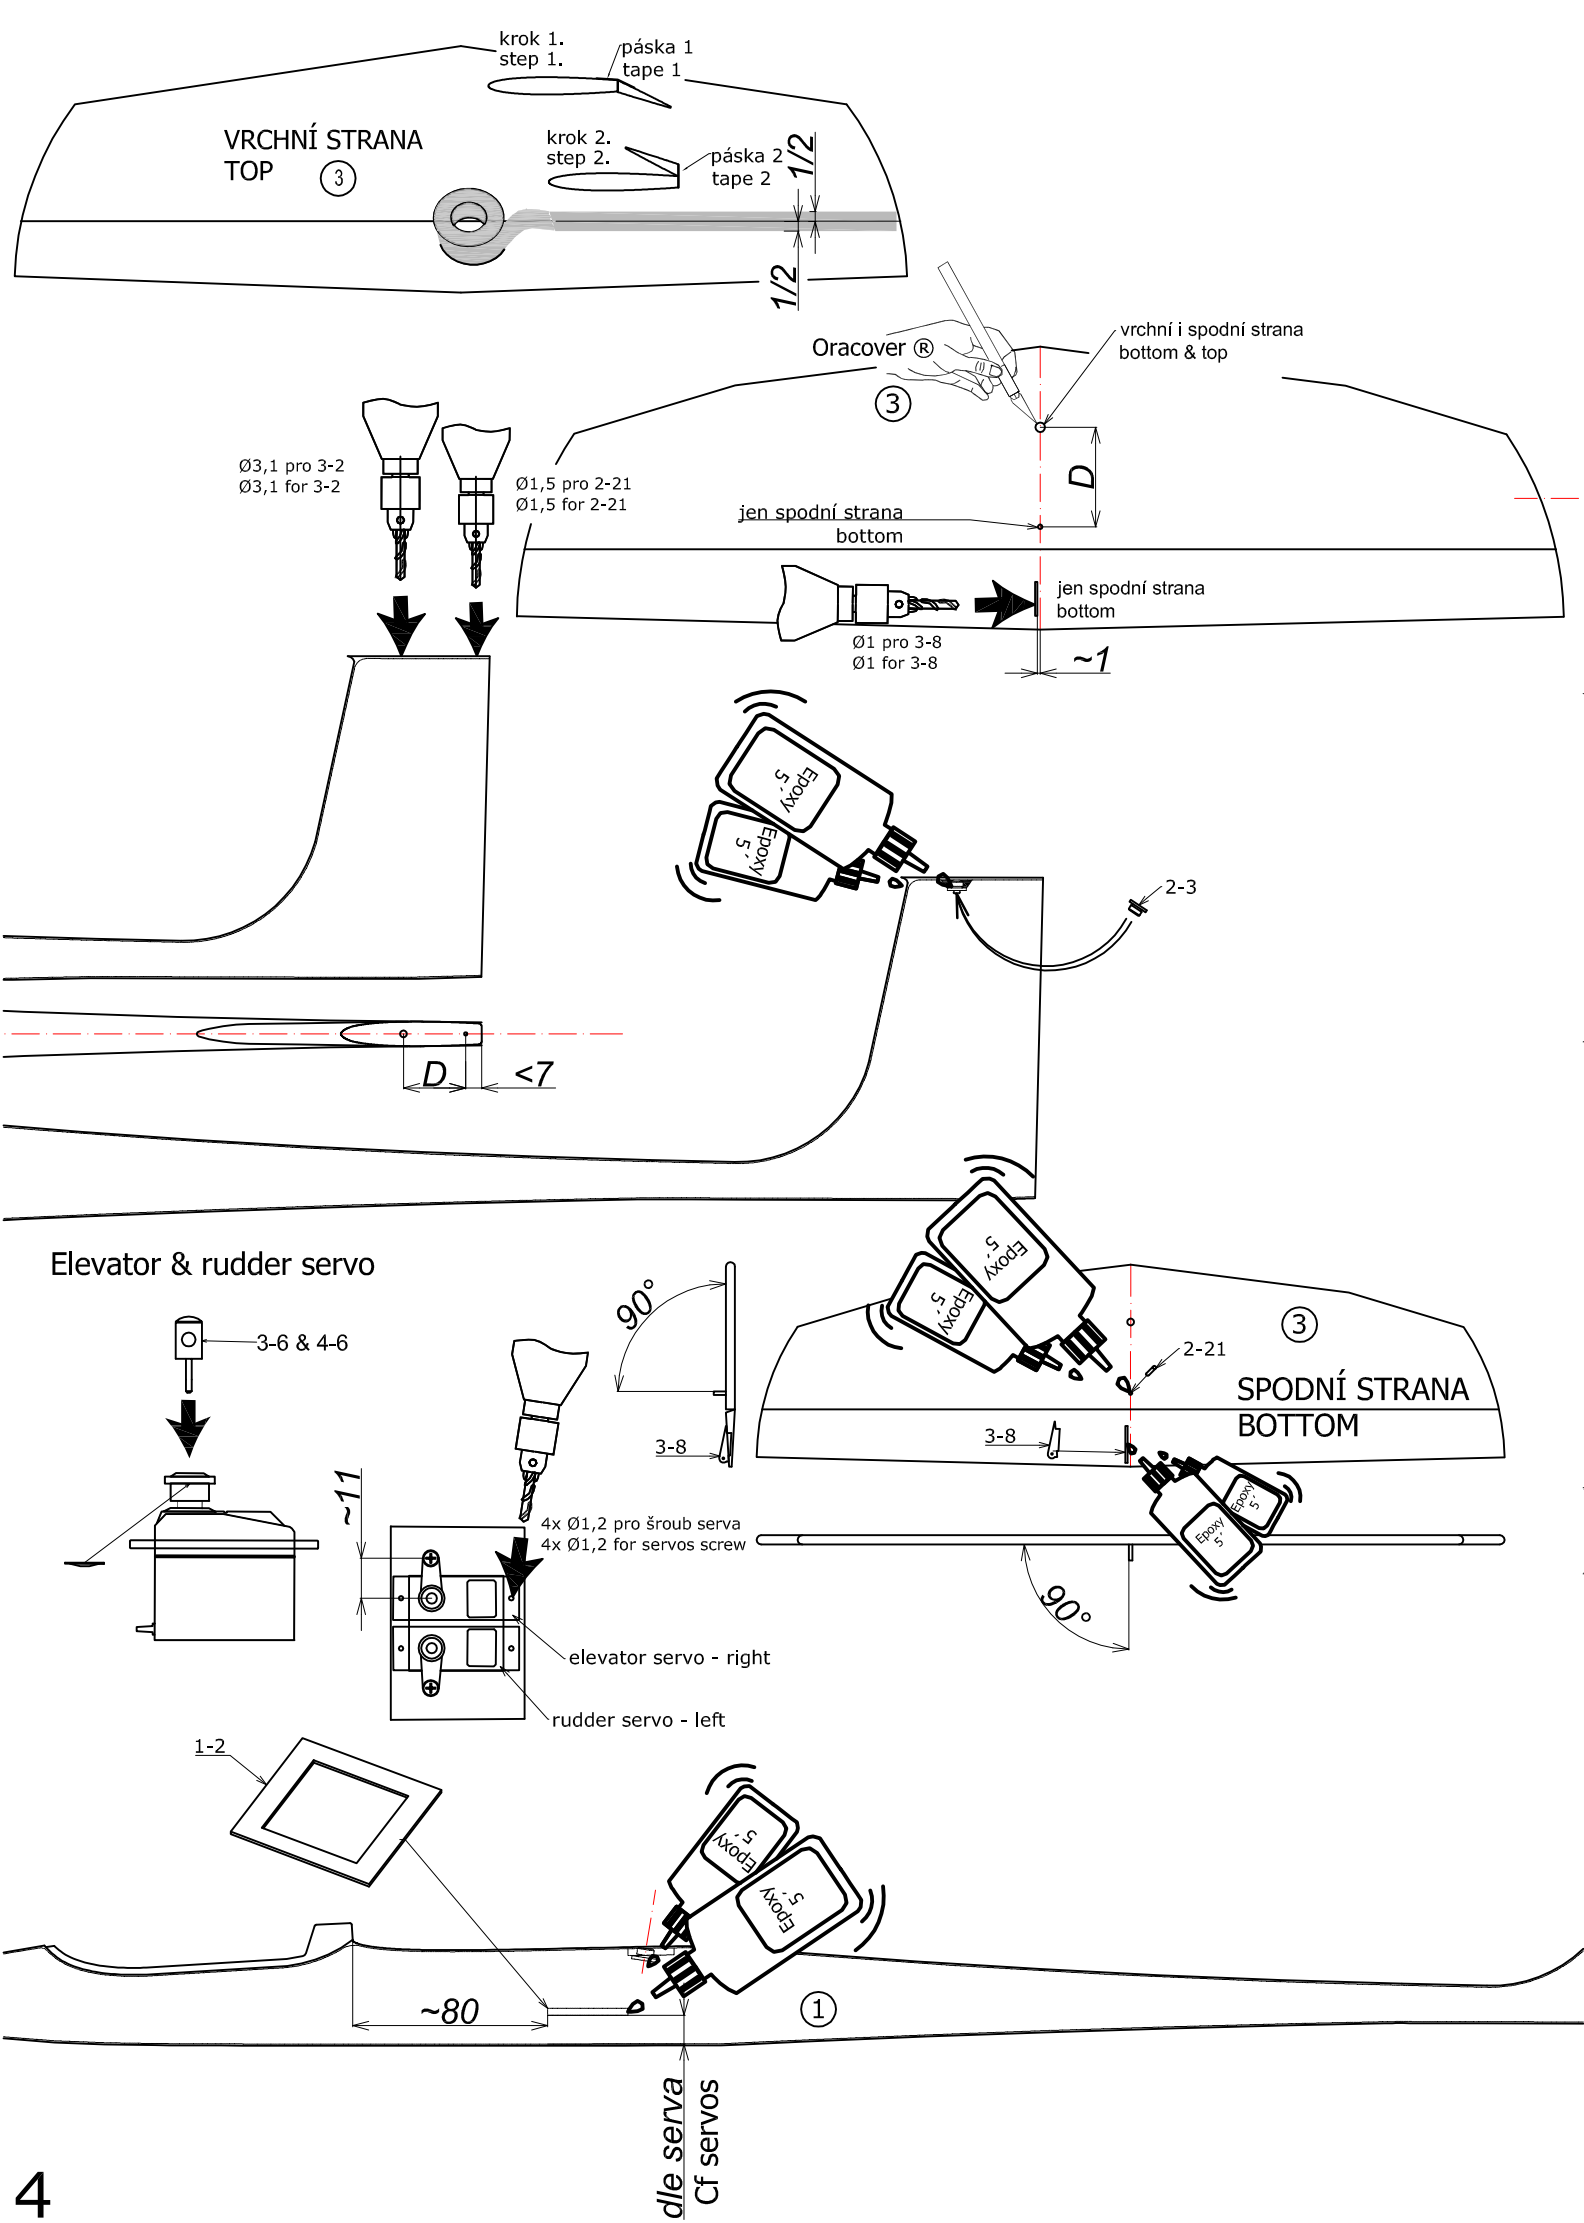 krok 1.
step 1.
páska 1
tape 1
VRCHNÍ STRANA
TOP
3
krok 2.
step 2.
páska 2
tape 2
1/2
1/2
Oracover ®
3
vrchní i spodní strana
bottom & top
Ø3,1 pro 3-2
Ø3,1 for 3-2
Ø1,5 pro 2-21
Ø1,5 for 2-21
D
jen spodní strana
bottom
jen spodní strana
bottom
Ø1 pro 3-8
Ø1 for 3-8
~1
Epoxy
5´
Epoxy
5´
2-3
D
<7
Elevator & rudder servo
3-6 & 4-6
90°
3-8
Epoxy
5´
Epoxy
5´
3
2-21
SPODNÍ STRANA
BOTTOM
3-8
Epoxy
5´
Epoxy
5´
90°
~11
4x Ø1,2 pro šroub serva
4x Ø1,2 for servos screw
elevator servo - right
rudder servo - left
1-2
Epoxy
5´
Epoxy
5´
~80
1
dle serva
Cf servos
4